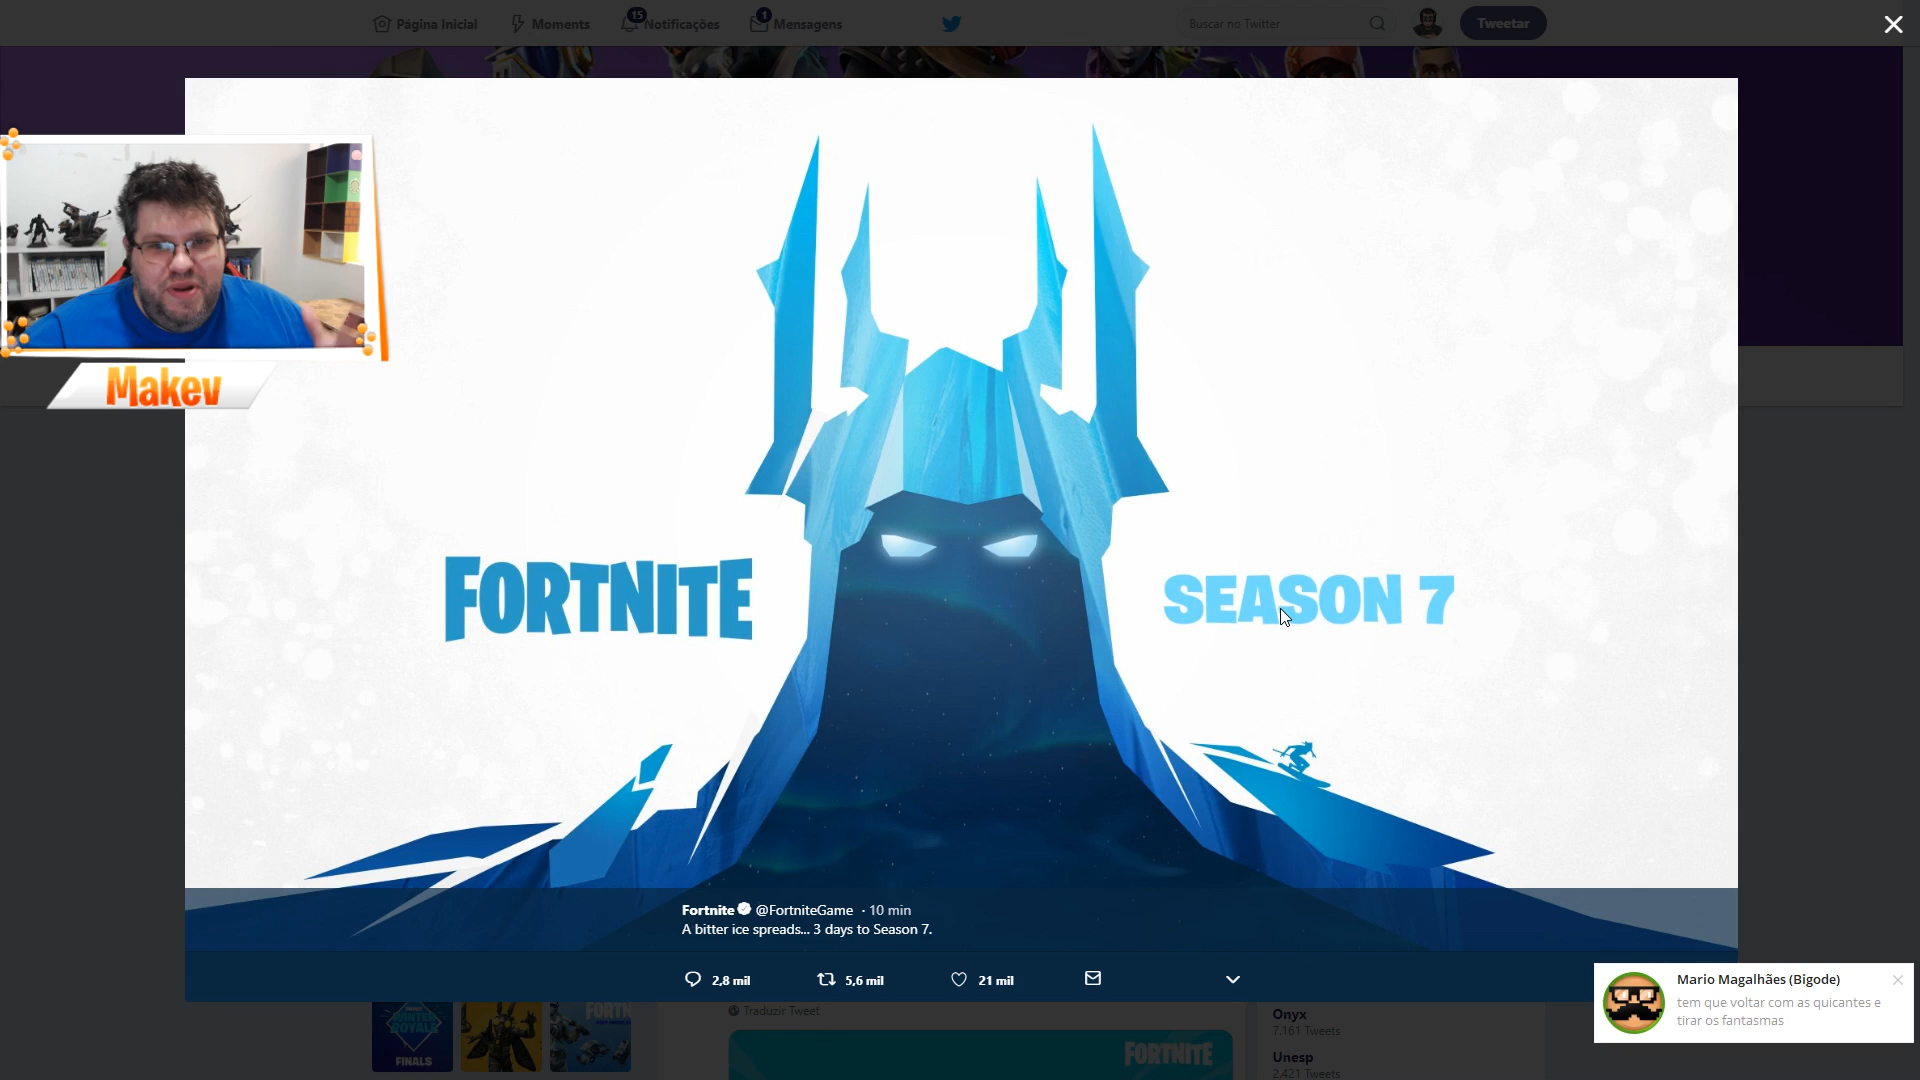 Página Inicial
Moments
15
Notificações
1
Mensagens
Buscar no Twitter
Tweetar
Makev
FORTNITE
SEASON 7
Fortnite @FortniteGame · 10 min
A bitter ice spreads... 3 days to Season 7.
2,8 mil
5,6 mil
21 mil
Mario Magalhães (Bigode)
tem que voltar com as quicantes e
tirar os fantasmas
Traduzir Tweet
Onyx
7.161 Tweets
Unesp
2.421 Tweets
WINTER
ROYALE
FINALS
FORTN
FORTNITE